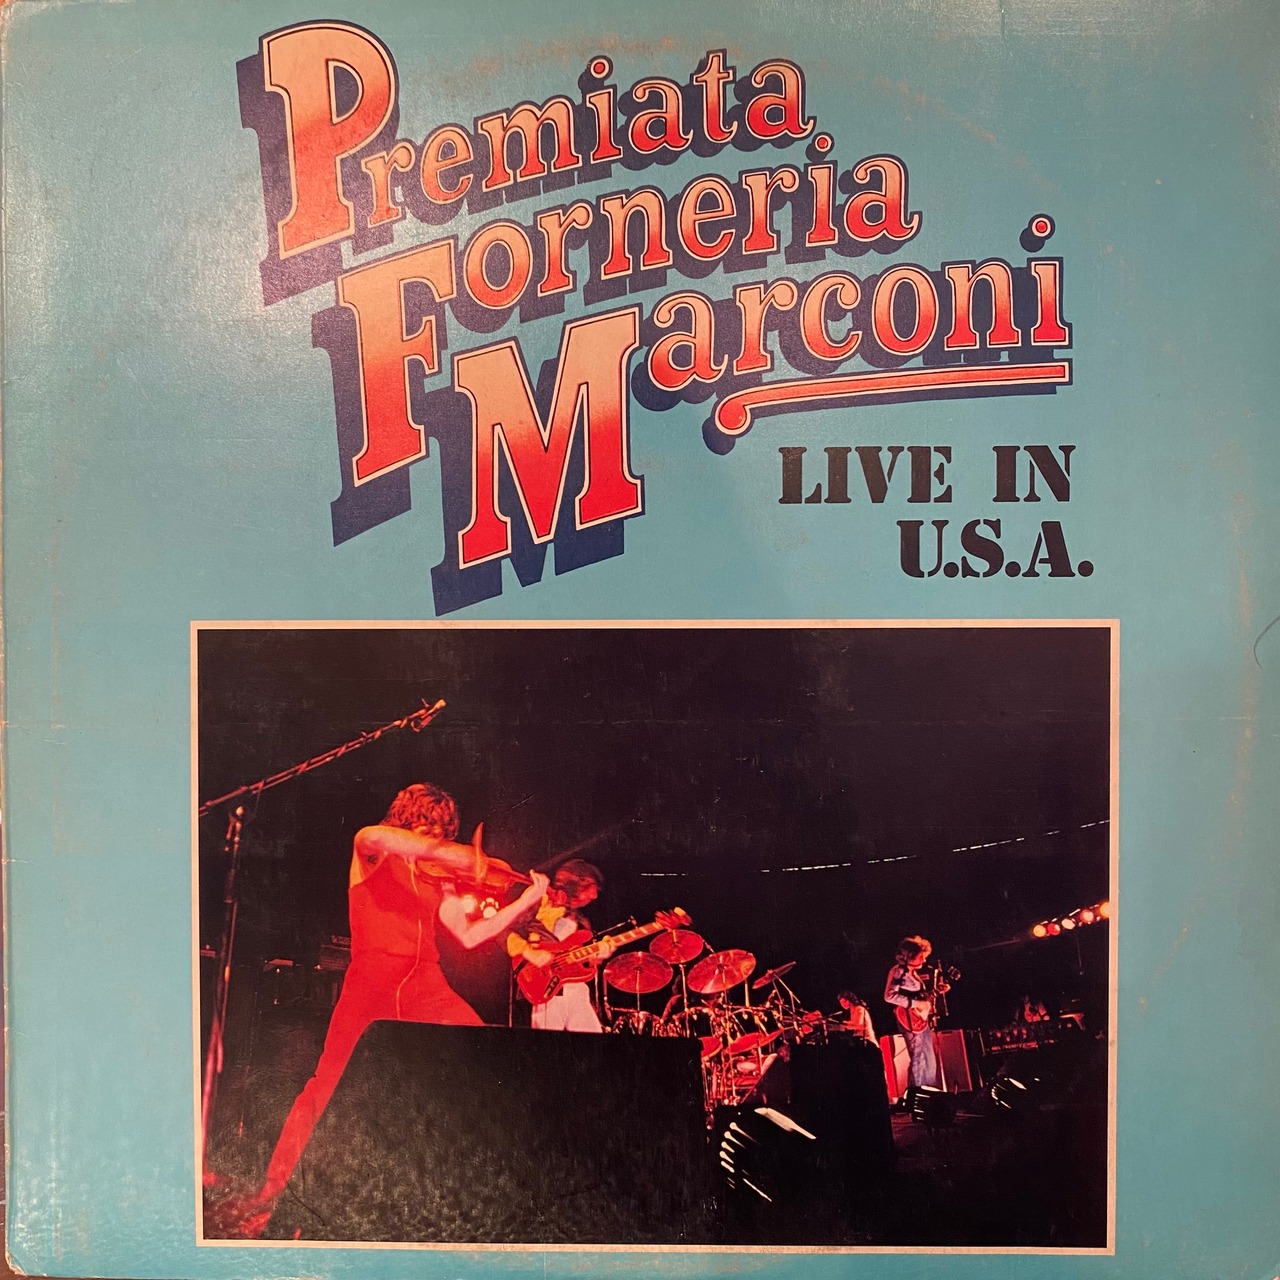 Premiata
Forneria
Marconi
LIVE IN
U.S.A.